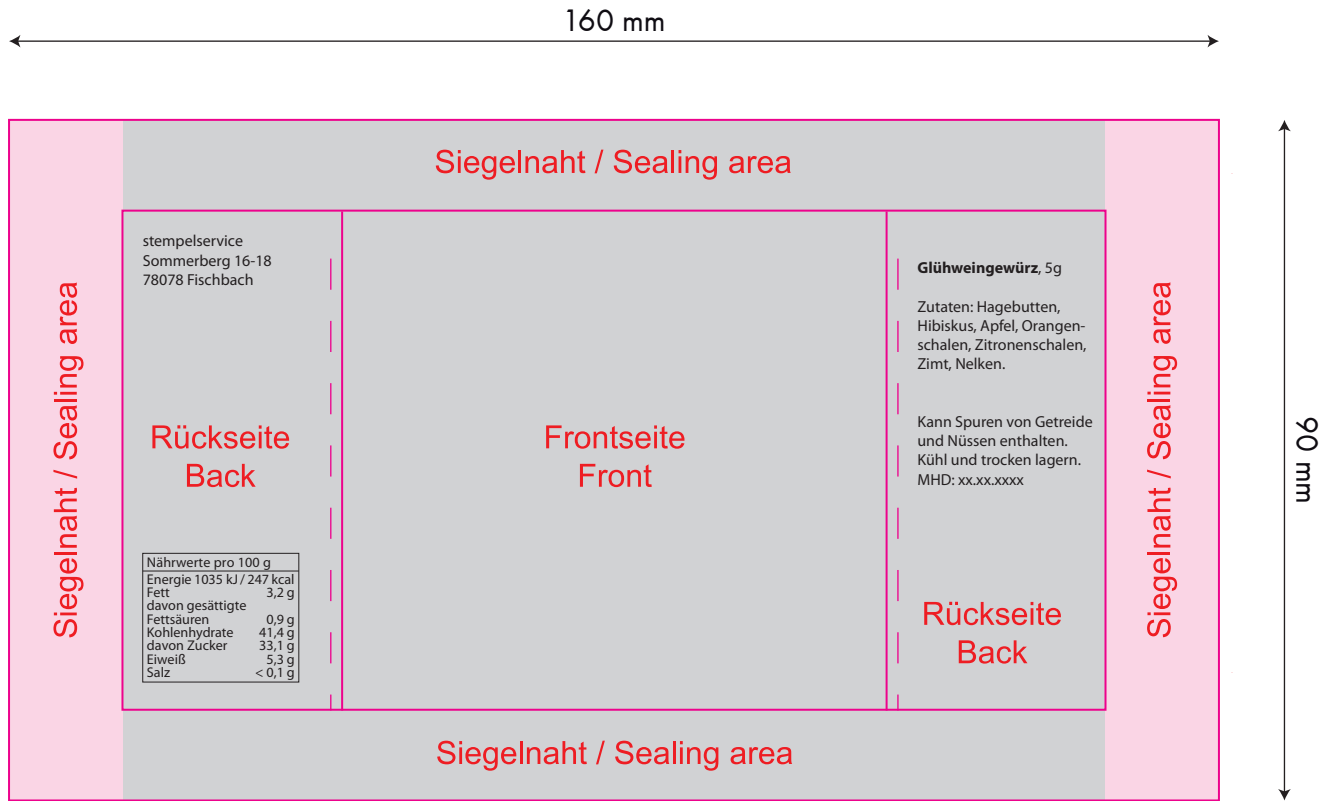 160 mm
Siegelnaht / Sealing area
Siegelnaht / Sealing area
stempelservice
Sommerberg 16-18
78078 Fischbach
Rückseite
Back
Nährwerte pro 100 g
Energie 1035 kJ / 247 kcal
Fett 3,2 g
davon gesättigte
Fettsäuren 0,9 g
Kohlenhydrate 41,4 g
davon Zucker 33,1 g
Eiweiß 5,3 g
Salz < 0,1 g
Frontseite
Front
Glühweingewürz, 5g
Zutaten: Hagebutten,
Hibiskus, Apfel, Orangen-
schalen, Zitronenschalen,
Zimt, Nelken.
Kann Spuren von Getreide
und Nüssen enthalten.
Kühl und trocken lagern.
MHD: xx.xx.xxxx
Rückseite
Back
Siegelnaht / Sealing area
90 mm
Siegelnaht / Sealing area